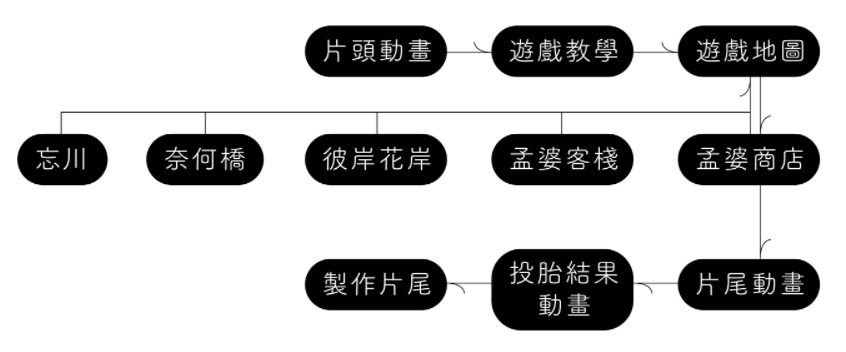 片頭動畫
遊戲教學
遊戲地圖
忘川
奈何橋
彼岸花岸
孟婆客棧
孟婆商店
製作片尾
投胎結果
動畫
片尾動畫